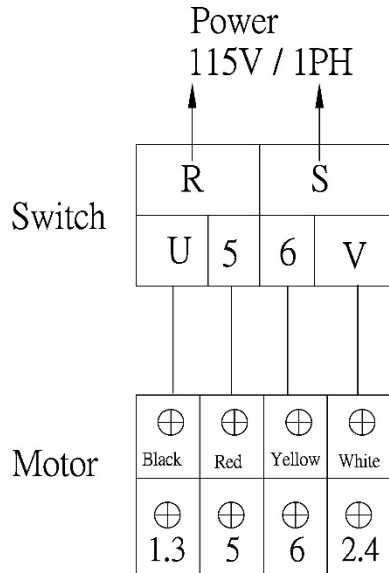 Power
115V / 1PH
R S
Switch
U 5 6 V
Black Red Yellow White
Motor
1.3 5 6 2.4